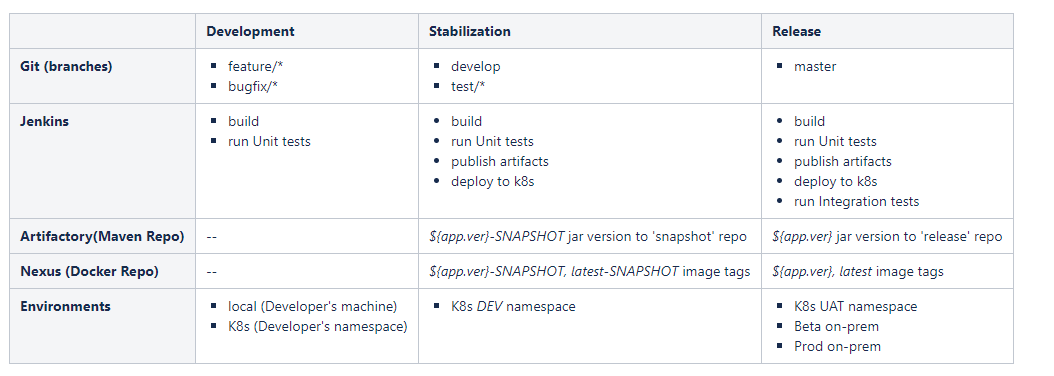 Development Stabilization Release
Git (branches)
feature/*
bugfix/*
develop
test/*
master
Jenkins
build
run Unit tests
build
run Unit tests
publish artifacts
deploy to k8s
build
run Unit tests
publish artifacts
deploy to k8s
run Integration tests
Artifactory(Maven Repo) -- ${app.ver}-SNAPSHOT jar version to 'snapshot' repo ${app.ver} jar version to 'release' repo
Nexus (Docker Repo) -- ${app.ver}-SNAPSHOT, latest-SNAPSHOT image tags ${app.ver}, latest image tags
Environments
local (Developer's machine)
K8s (Developer's namespace)
K8s DEV namespace
K8s UAT namespace
Beta on-prem
Prod on-prem